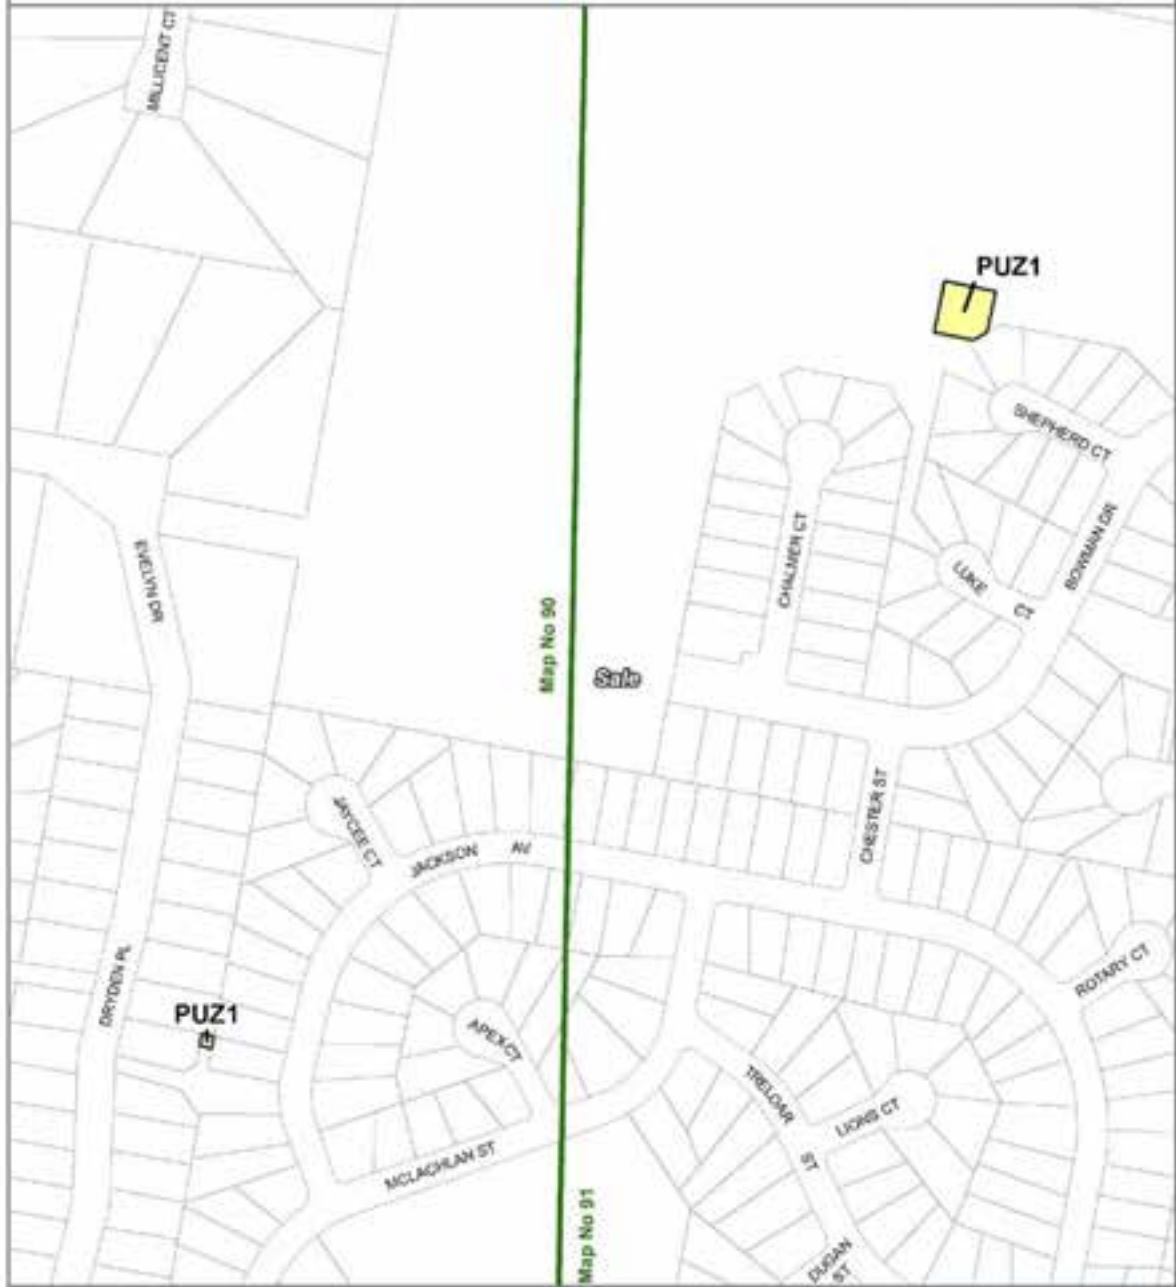 MILLICENT CT
PUZ1
SHEPHERD CT
CHALMER CT
BOWMAN DR
EVELYN DR
LUKE CT
Map No 90
Sale
CHESTER ST
JAYCEE CT
JACKSON AV
DRYDEN PL
ROTARY CT
PUZ1
APEX CT
TRELOAR ST
LIONS CT
MCLACHLAN ST
Map No 91
DUGAN
ST